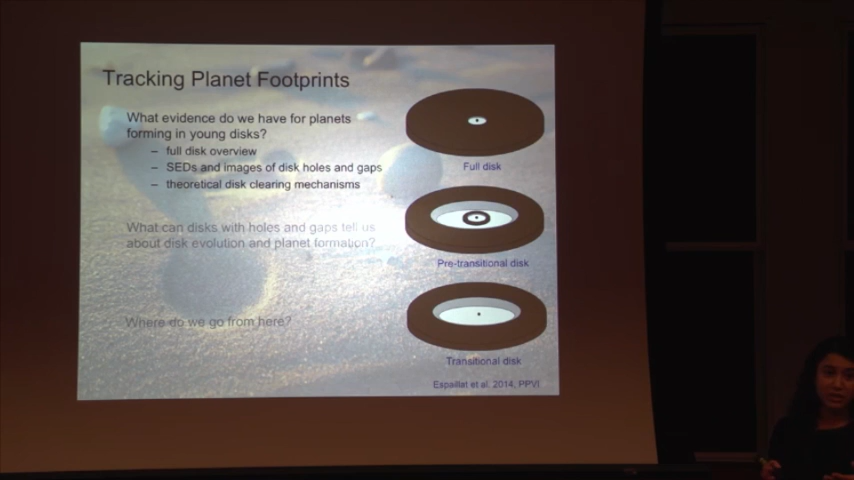 Tracking Planet Footprints
What evidence do we have for planets
forming in young disks?
– full disk overview
– SEDs and images of disk holes and gaps
– theoretical disk clearing mechanisms
What can disks with holes and gaps tell us
about disk evolution and planet formation?
Where do we go from here?
Full disk
Pre-transitional disk
Transitional disk
Espaillat et al. 2014, PPVI